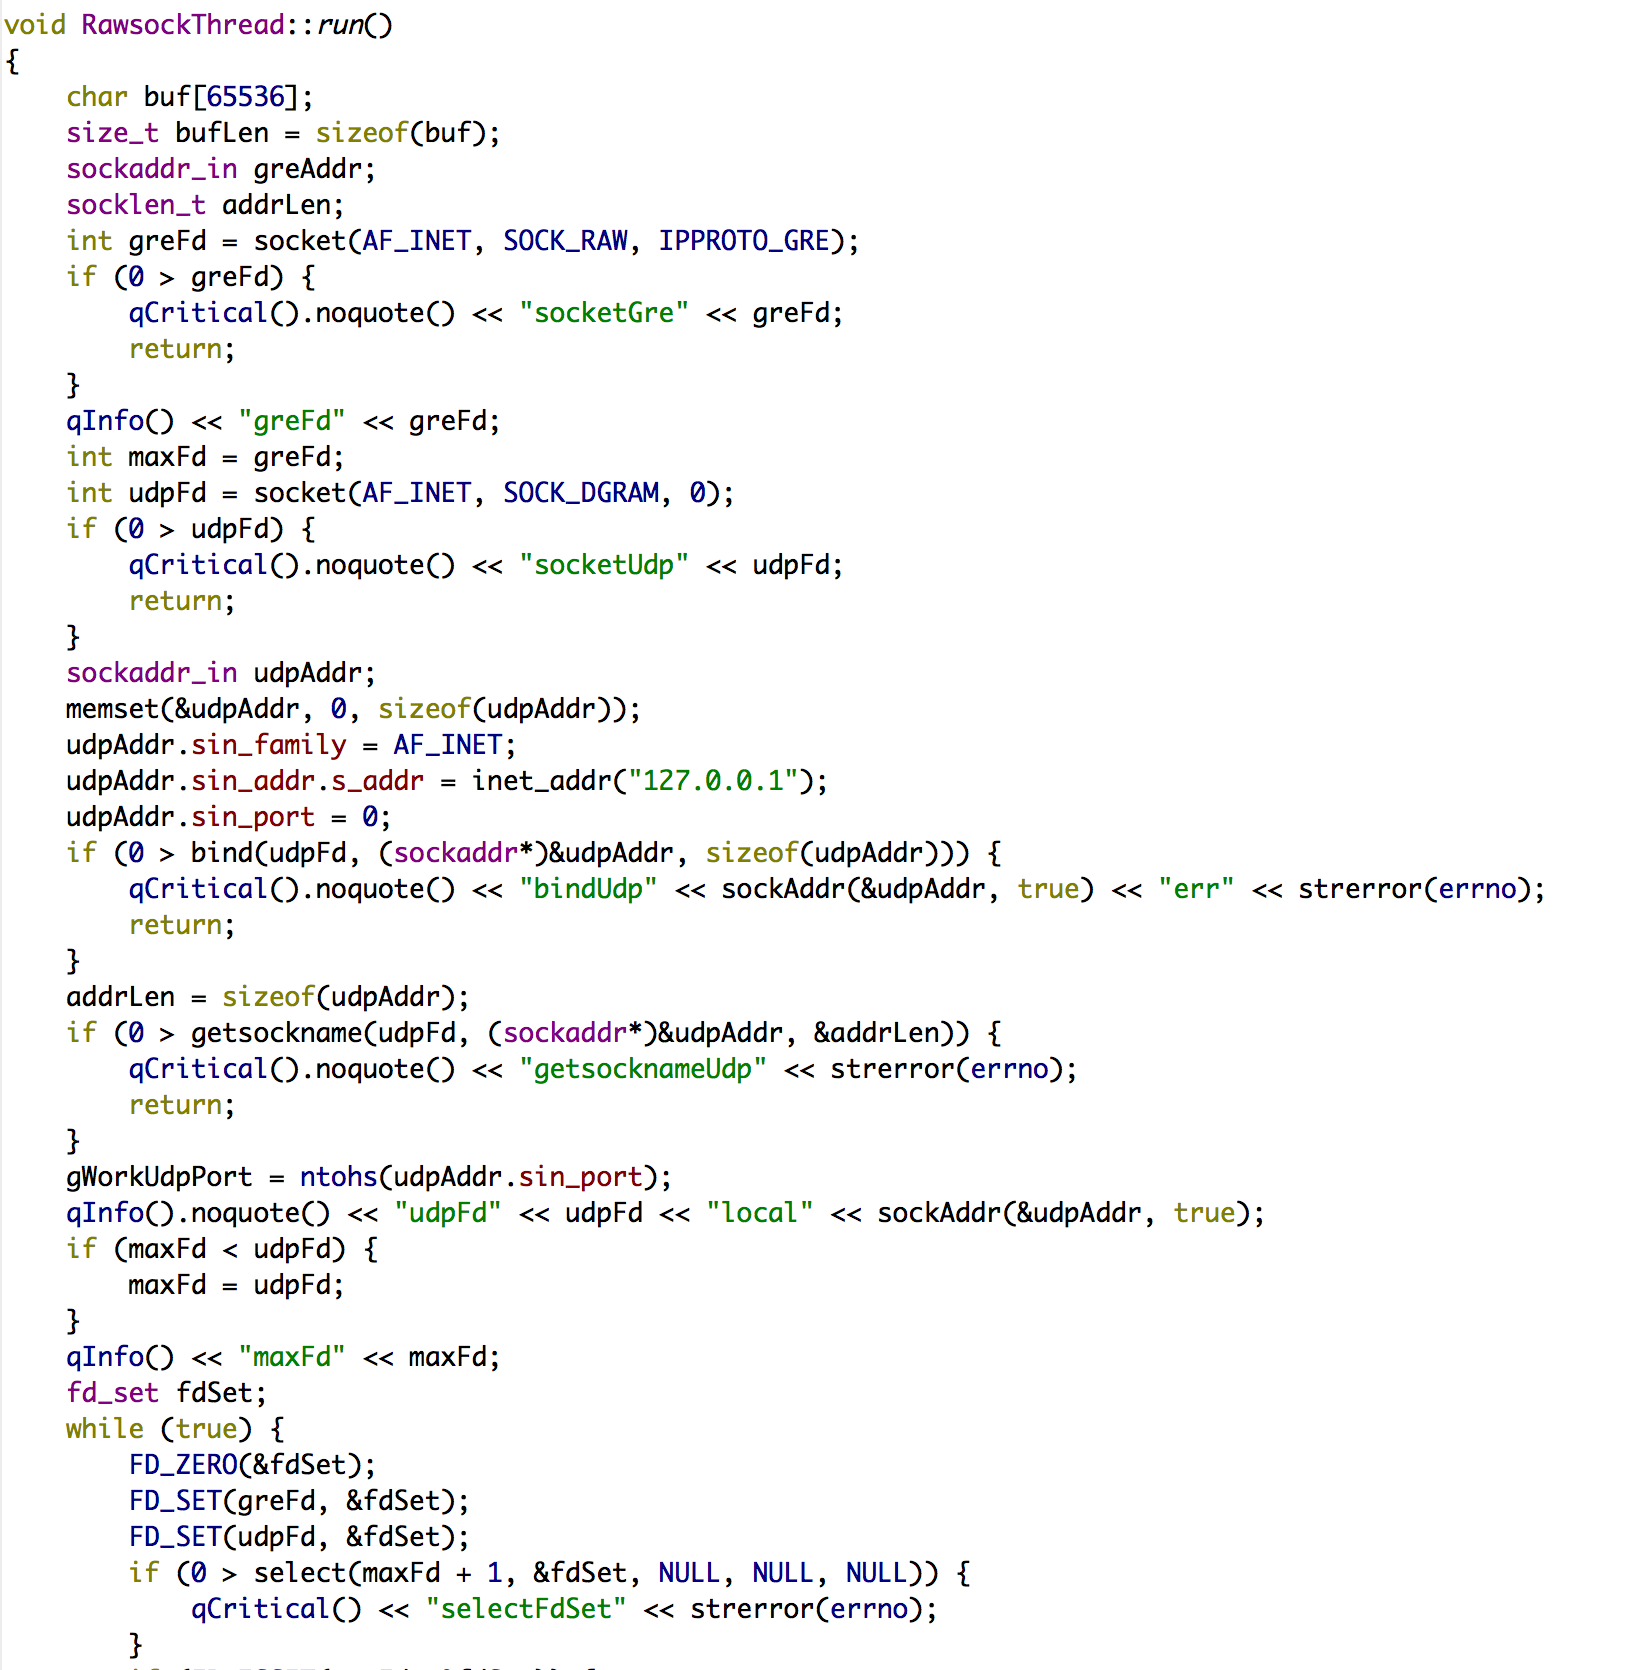 void RawsockThread::run()
{
    char buf[65536];
    size_t bufLen = sizeof(buf);
    sockaddr_in greAddr;
    socklen_t addrLen;
    int greFd = socket(AF_INET, SOCK_RAW, IPPROTO_GRE);
    if (0 > greFd) {
        qCritical().noquote() << "socketGre" << greFd;
        return;
    }
    qInfo() << "greFd" << greFd;
    int maxFd = greFd;
    int udpFd = socket(AF_INET, SOCK_DGRAM, 0);
    if (0 > udpFd) {
        qCritical().noquote() << "socketUdp" << udpFd;
        return;
    }
    sockaddr_in udpAddr;
    memset(&udpAddr, 0, sizeof(udpAddr));
    udpAddr.sin_family = AF_INET;
    udpAddr.sin_addr.s_addr = inet_addr("127.0.0.1");
    udpAddr.sin_port = 0;
    if (0 > bind(udpFd, (sockaddr*)&udpAddr, sizeof(udpAddr))) {
        qCritical().noquote() << "bindUdp" << sockAddr(&udpAddr, true) << "err" << strerror(errno);
        return;
    }
    addrLen = sizeof(udpAddr);
    if (0 > getsockname(udpFd, (sockaddr*)&udpAddr, &addrLen)) {
        qCritical().noquote() << "getsocknameUdp" << strerror(errno);
        return;
    }
    gWorkUdpPort = ntohs(udpAddr.sin_port);
    qInfo().noquote() << "udpFd" << udpFd << "local" << sockAddr(&udpAddr, true);
    if (maxFd < udpFd) {
        maxFd = udpFd;
    }
    qInfo() << "maxFd" << maxFd;
    fd_set fdSet;
    while (true) {
        FD_ZERO(&fdSet);
        FD_SET(greFd, &fdSet);
        FD_SET(udpFd, &fdSet);
        if (0 > select(maxFd + 1, &fdSet, NULL, NULL, NULL)) {
            qCritical() << "selectFdSet" << strerror(errno);
        }